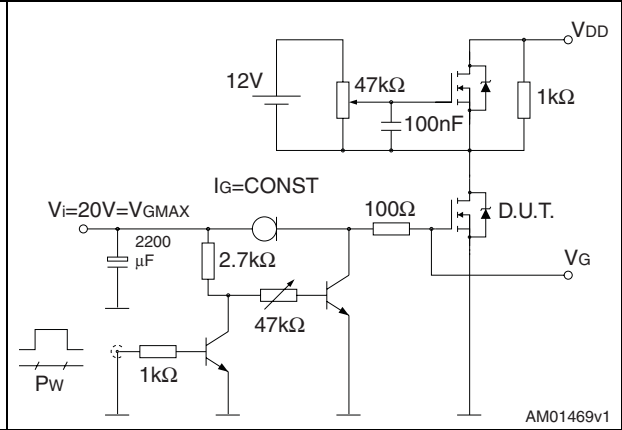 VDD
12V
47kΩ
1kΩ
100nF
IG=CONST
Vi=20V=VGMAX
100Ω
D.U.T.
2200
μF
2.7kΩ
VG
47kΩ
1kΩ
PW
AM01469v1